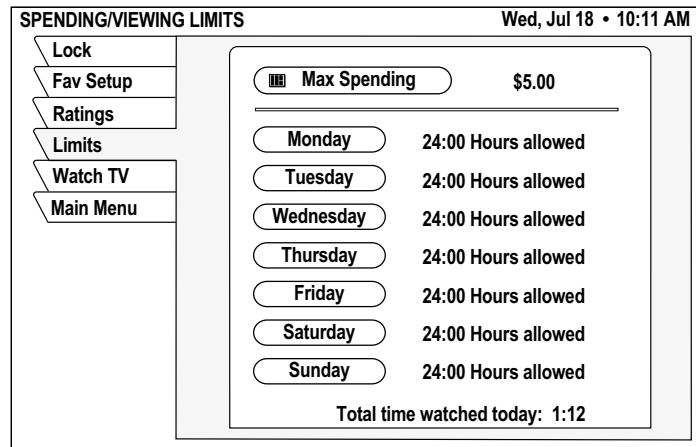 SPENDING/VIEWING LIMITS Wed, Jul 18 • 10:11 AM
Lock
Fav Setup
Ratings
Limits
Watch TV
Main Menu
Max Spending $5.00
Monday 24:00 Hours allowed
Tuesday 24:00 Hours allowed
Wednesday 24:00 Hours allowed
Thursday 24:00 Hours allowed
Friday 24:00 Hours allowed
Saturday 24:00 Hours allowed
Sunday 24:00 Hours allowed
Total time watched today: 1:12